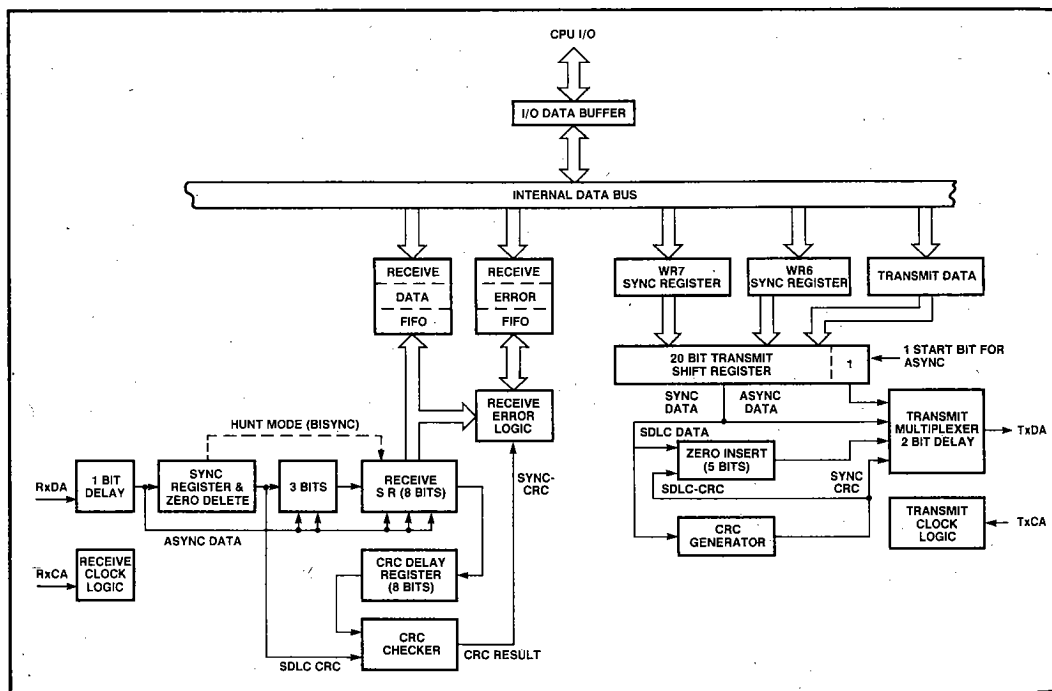 CPU I/O
I/O DATA BUFFER
INTERNAL DATA BUS
RECEIVE
DATA
FIFO
RECEIVE
ERROR
FIFO
WR7
SYNC REGISTER
WR6
SYNC REGISTER
TRANSMIT DATA
20 BIT TRANSMIT
SHIFT REGISTER
1
1 START BIT FOR
ASYNC
RECEIVE
ERROR
LOGIC
SYNC
DATA
ASYNC
DATA
TRANSMIT
MULTIPLEXER
2 BIT DELAY
TxDA
HUNT MODE (BISYNC)
SDLC DATA
ZERO INSERT
(5 BITS)
SDLC-CRC
SYNC
CRC
RxDA
1 BIT
DELAY
SYNC
REGISTER &
ZERO DELETE
3 BITS
RECEIVE
S R (8 BITS)
SYNC-
CRC
ASYNC DATA
CRC
GENERATOR
TRANSMIT
CLOCK
LOGIC
TxCA
RxCA
RECEIVE
CLOCK
LOGIC
CRC DELAY
REGISTER
(8 BITS)
CRC
CHECKER
SDLC CRC
CRC RESULT